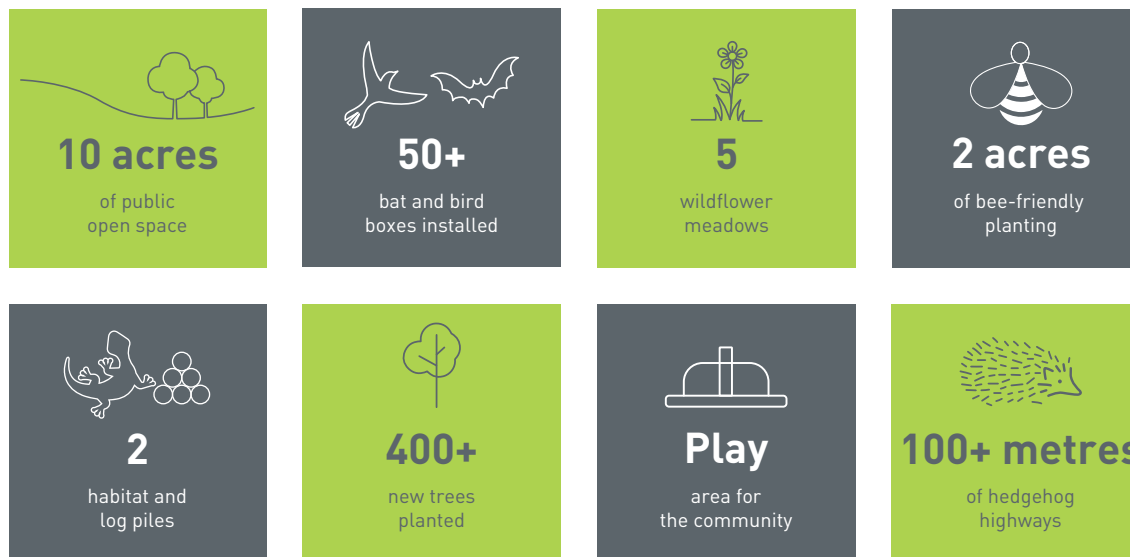 10 acres
of public
open space
50+
bat and bird
boxes installed
5
wildflower
meadows
2 acres
of bee-friendly
planting
2
habitat and
log piles
400+
new trees
planted
Play
area for
the community
100+ metres
of hedgehog
highways